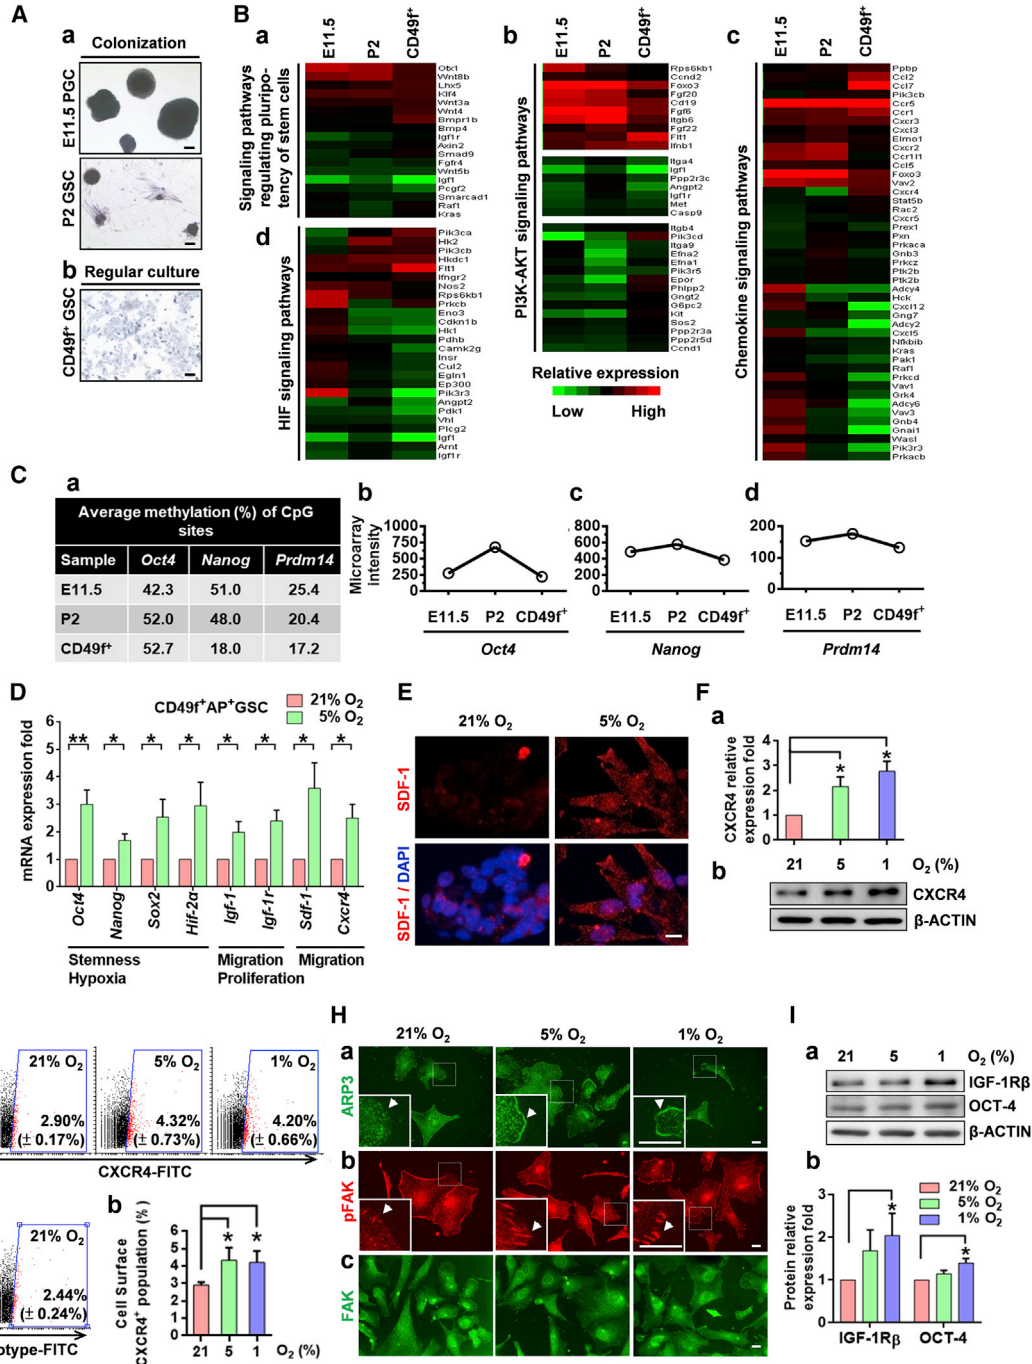 A
a
Colonization
E11.5 PGC
P2 GSC
b
Regular culture
CD49f⁺ GSC
B
a
E11.5
P2
CD49f⁺
Signaling pathways
regulating pluripo-
tency of stem cells
Otx1
Wnt8b
Lhx5
Klf4
Wnt3a
Wnt4
Bmpr1b
Bmp4
Igf1r
Axin2
Smad9
Fgfr4
Wnt5b
Igf1
Pcgf2
Smarcad1
Raf1
Kras
d
HIF signaling pathways
Pik3ca
Hk2
Pik3cb
Hkdc1
Flt1
Ifngr2
Nos2
Rps6kb1
Prkcb
Eno3
Cdkn1b
Hk1
Pdhb
Camk2g
Insr
Cul2
Egln1
Ep300
Pik3r3
Angpt2
Pdk1
Vhl
Plcg2
Igf1
Arnt
Igf1r
b
E11.5
P2
CD49f⁺
PI3K-AKT signaling pathways
Rps6kb1
Ccnd2
Foxo3
Fgf20
Cd19
Fgf6
Itgb6
Fgf22
Flt1
Ifnb1
Itga4
Igf1
Ppp2r3c
Angpt2
Igf1r
Met
Casp9
Itgb4
Pik3cd
Itga9
Efna2
Efna1
Pik3r5
Epor
Phlpp2
Gngt2
G6pc2
Kit
Sos2
Ppp2r3a
Ppp2r5d
Ccnd1
Relative expression
Low High
c
E11.5
P2
CD49f⁺
Chemokine signaling pathways
Ppbp
Ccl2
Ccl7
Pik3cb
Ccr5
Ccr1
Cxcr3
Cxcl3
Elmo1
Cxcr2
Ccr1l1
Ccl5
Foxo3
Vav2
Cxcr4
Stat5b
Rac2
Cxcr5
Prex1
Pxn
Prkaca
Gnb3
Prkcz
Ptk2b
Ptk2b
Adcy4
Hck
Cxcl12
Gng7
Adcy2
Cxcl5
Nfkbib
Kras
Pak1
Raf1
Prkcd
Vav1
Grk4
Adcy6
Vav3
Gnb4
Gnai1
Wasl
Pik3r3
Prkacb
C
a
Average methylation (%) of CpG
sites
Sample Oct4 Nanog Prdm14
E11.5 42.3 51.0 25.4
P2 52.0 48.0 20.4
CD49f⁺ 52.7 18.0 17.2
b
Microarray
intensity
1000
750
500
250
E11.5 P2 CD49f⁺
Oct4
c
800
600
400
200
0
E11.5 P2 CD49f⁺
Nanog
d
200
100
0
E11.5 P2 CD49f⁺
Prdm14
D
CD49f⁺AP⁺GSC
21% O₂
5% O₂
mRNA expression fold
6
5
4
3
2
1
0
** * * * * * * *
Oct4 Nanog Sox2 Hif-2α Igf-1 Igf-1r Sdf-1 Cxcr4
Stemness
Hypoxia
Migration
Proliferation
Migration
E
21% O₂ 5% O₂
SDF-1
SDF-1 / DAPI
F
a
CXCR4 relative
expression fold
4
3
2
1
0
* *
21 5 1 O₂ (%)
b
CXCR4
β-ACTIN
21% O₂ 5% O₂ 1% O₂
2.90%
(± 0.17%)
4.32%
(± 0.73%)
4.20%
(± 0.66%)
CXCR4-FITC
21% O₂
2.44%
(± 0.24%)
otype-FITC
b
Cell Surface
CXCR4⁺ population (%)
6
5
4
3
2
1
0
* *
21 5 1 O₂ (%)
H
21% O₂ 5% O₂ 1% O₂
a
ARP3
b
pFAK
c
FAK
I
a
21 5 1 O₂ (%)
IGF-1Rβ
OCT-4
β-ACTIN
b
21% O₂
5% O₂
1% O₂
Protein relative
expression fold
3
2
1
0
* *
IGF-1Rβ OCT-4